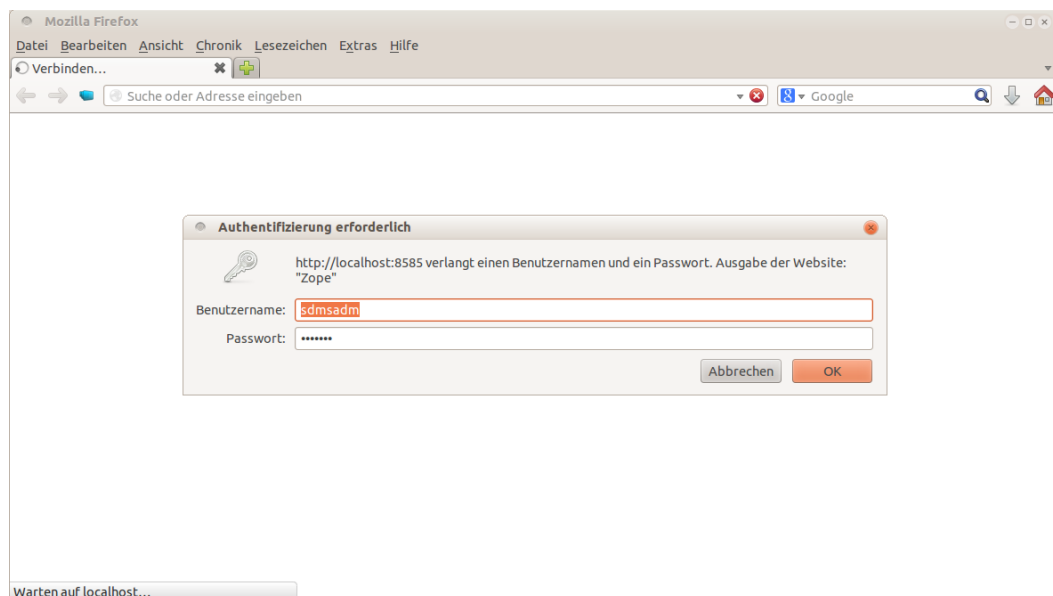 Mozilla Firefox
Datei Bearbeiten Ansicht Chronik Lesezeichen Extras Hilfe
Verbinden...
Suche oder Adresse eingeben
8 Google
Authentifizierung erforderlich
http://localhost:8585 verlangt einen Benutzernamen und ein Passwort. Ausgabe der Website:
"Zope"
Benutzername: sdmsadm
Passwort: •••••••
Abbrechen OK
Warten auf localhost...